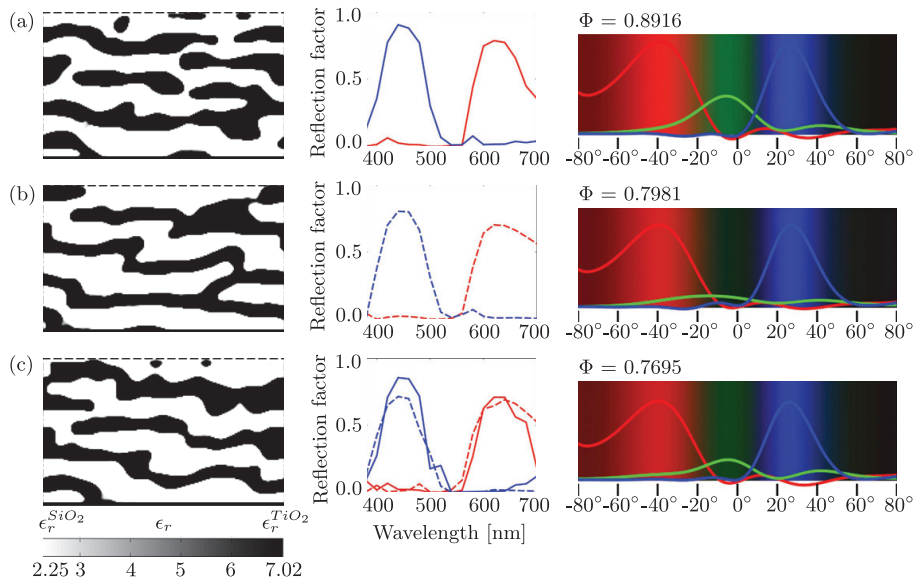 (a)
Reflection factor
1.0
0.5
0.0
400 500 600 700
Φ = 0.8916
-80° -60° -40° -20° 0° 20° 40° 60° 80°
(b)
Reflection factor
1.0
0.5
0.0
400 500 600 700
Φ = 0.7981
-80° -60° -40° -20° 0° 20° 40° 60° 80°
(c)
Reflection factor
1.0
0.5
0.0
400 500 600 700
Wavelength [nm]
Φ = 0.7695
-80° -60° -40° -20° 0° 20° 40° 60° 80°
ϵ_r^{SiO_2} ϵ_r ϵ_r^{TiO_2}
2.25 3 4 5 6 7.02